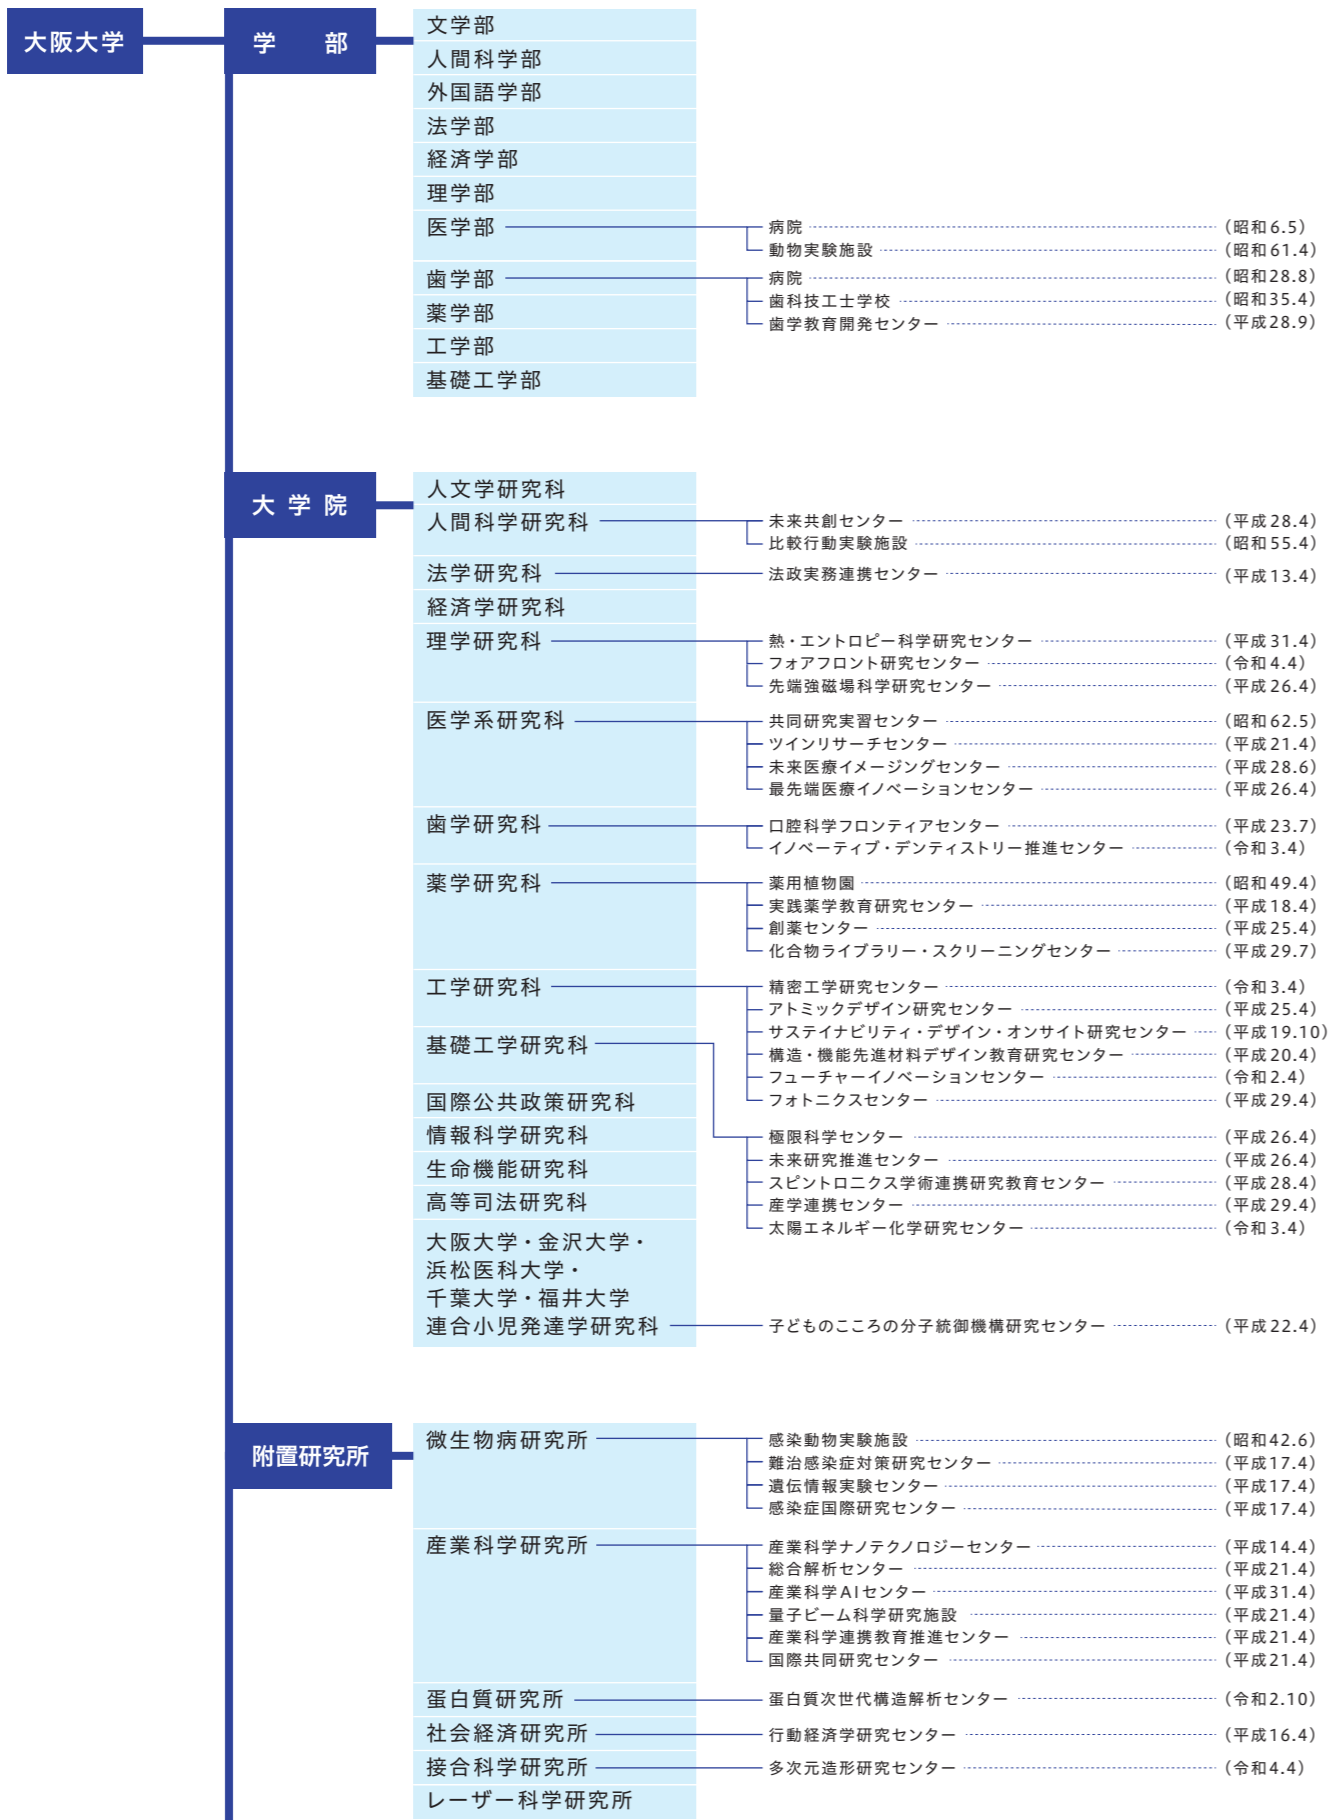 大阪大学
学 部
文学部
人間科学部
外国語学部
法学部
経済学部
理学部
医学部
病院 (昭和6.5)
動物実験施設 (昭和61.4)
歯学部
病院 (昭和28.8)
歯科技工士学校 (昭和35.4)
歯学教育開発センター (平成28.9)
薬学部
工学部
基礎工学部
大学院
人文学研究科
人間科学研究科
未来共創センター (平成28.4)
比較行動実験施設 (昭和55.4)
法学研究科
法政実務連携センター (平成13.4)
経済学研究科
理学研究科
熱・エントロピー科学研究センター (平成31.4)
フォアフロント研究センター (令和4.4)
先端強磁場科学研究センター (平成26.4)
医学系研究科
共同研究実習センター (昭和62.5)
ツインリサーチセンター (平成21.4)
未来医療イメージングセンター (平成28.6)
最先端医療イノベーションセンター (平成26.4)
歯学研究科
口腔科学フロンティアセンター (平成23.7)
イノベーティブ・デンティストリー推進センター (令和3.4)
薬学研究科
薬用植物園 (昭和49.4)
実践薬学教育研究センター (平成18.4)
創薬センター (平成25.4)
化合物ライブラリー・スクリーニングセンター (平成29.7)
工学研究科
精密工学研究センター (令和3.4)
アトミックデザイン研究センター (平成25.4)
サステイナビリティ・デザイン・オンサイト研究センター (平成19.10)
構造・機能先進材料デザイン教育研究センター (平成20.4)
フューチャーイノベーションセンター (令和2.4)
フォトニクスセンター (平成29.4)
基礎工学研究科
極限科学センター (平成26.4)
未来研究推進センター (平成26.4)
スピントロニクス学術連携研究教育センター (平成28.4)
産学連携センター (平成29.4)
太陽エネルギー化学研究センター (令和3.4)
国際公共政策研究科
情報科学研究科
生命機能研究科
高等司法研究科
大阪大学・金沢大学・
浜松医科大学・
千葉大学・福井大学
連合小児発達学研究科
子どものこころの分子統御機構研究センター (平成22.4)
附置研究所
微生物病研究所
感染動物実験施設 (昭和42.6)
難治感染症対策研究センター (平成17.4)
遺伝情報実験センター (平成17.4)
感染症国際研究センター (平成17.4)
産業科学研究所
産業科学ナノテクノロジーセンター (平成14.4)
総合解析センター (平成21.4)
産業科学AIセンター (平成31.4)
量子ビーム科学研究施設 (平成21.4)
産業科学連携教育推進センター (平成21.4)
国際共同研究センター (平成21.4)
蛋白質研究所
蛋白質次世代構造解析センター (令和2.10)
社会経済研究所
行動経済学研究センター (平成16.4)
接合科学研究所
多次元造形研究センター (令和4.4)
レーザー科学研究所